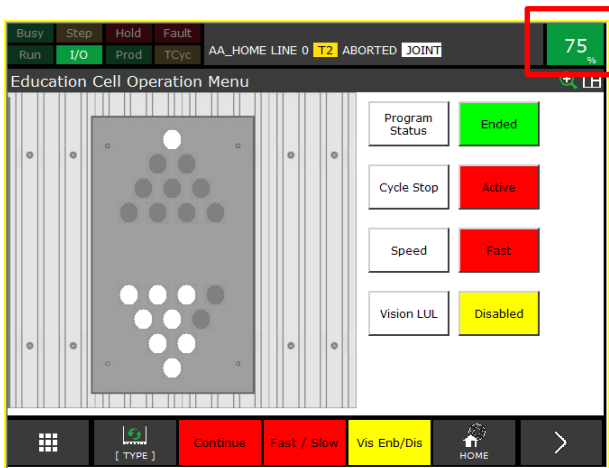 Busy Step Hold Fault
Run I/O Prod TCyc
AA_HOME LINE 0 T2 ABORTED JOINT
75
%
Education Cell Operation Menu
Program
Status
Ended
Cycle Stop
Active
Speed
Fast
Vision LUL
Disabled
[ TYPE ]
Continue
Fast / Slow
Vis Enb/Dis
HOME